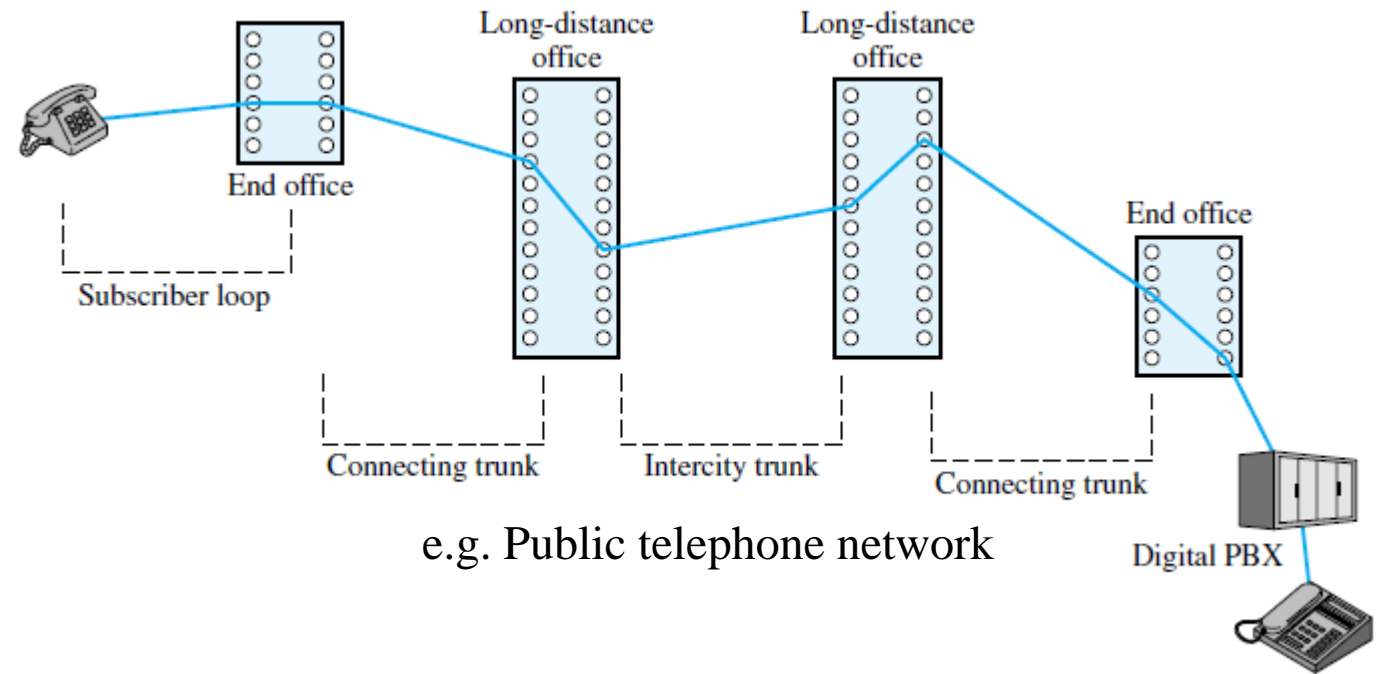 Long-distance
office
Long-distance
office
End office
End office
Subscriber loop
Connecting trunk
Intercity trunk
Connecting trunk
e.g. Public telephone network
Digital PBX